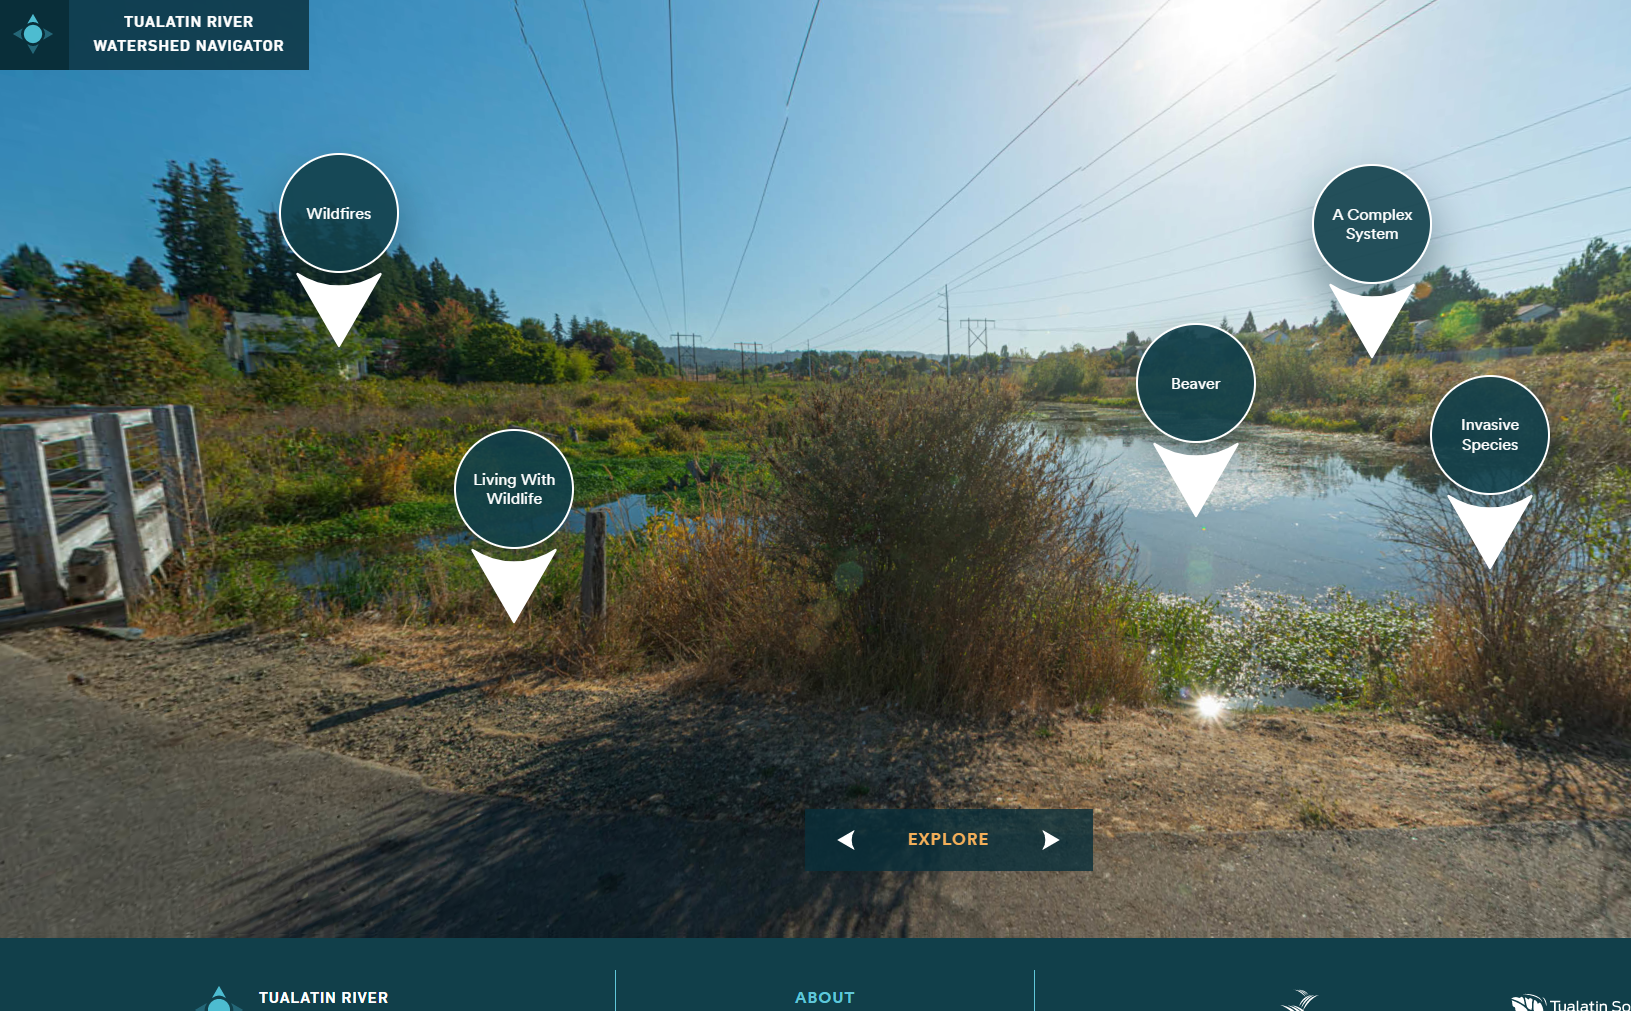 TUALATIN RIVER
WATERSHED NAVIGATOR
Wildfires
A Complex
System
Beaver
Invasive
Species
Living With
Wildlife
EXPLORE
TUALATIN RIVER
ABOUT
Tualatin So